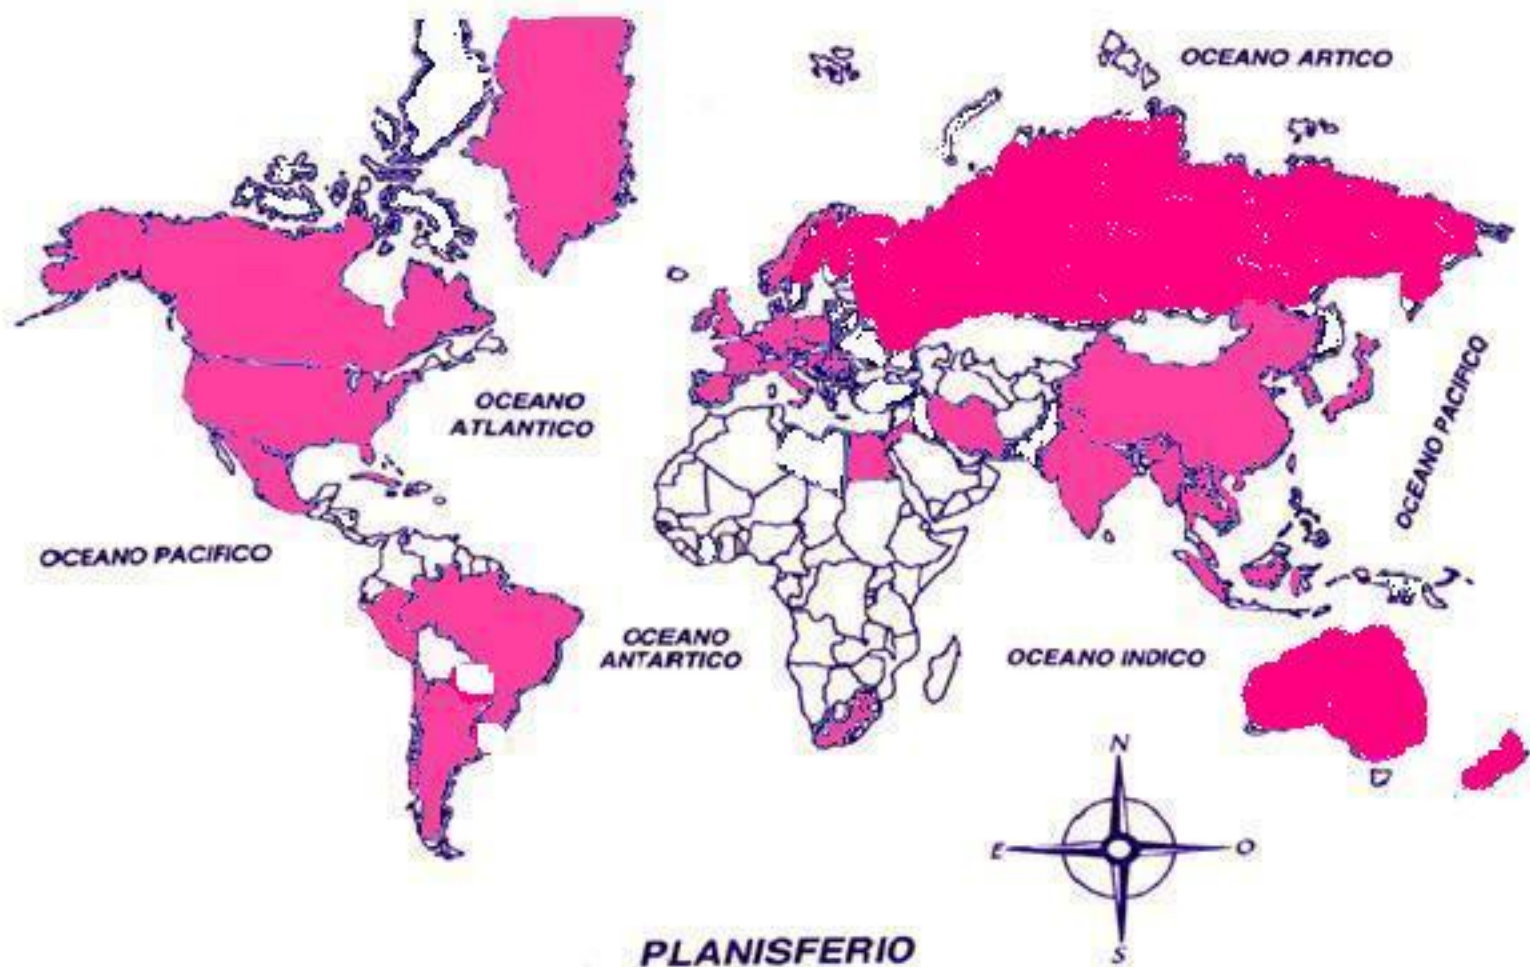 OCEANO ARTICO
OCEANO
ATLANTICO
OCEANO PACIFICO
OCEANO PACIFICO
OCEANO
ANTARTICO
OCEANO INDICO
N
E
O
S
PLANISFERIO